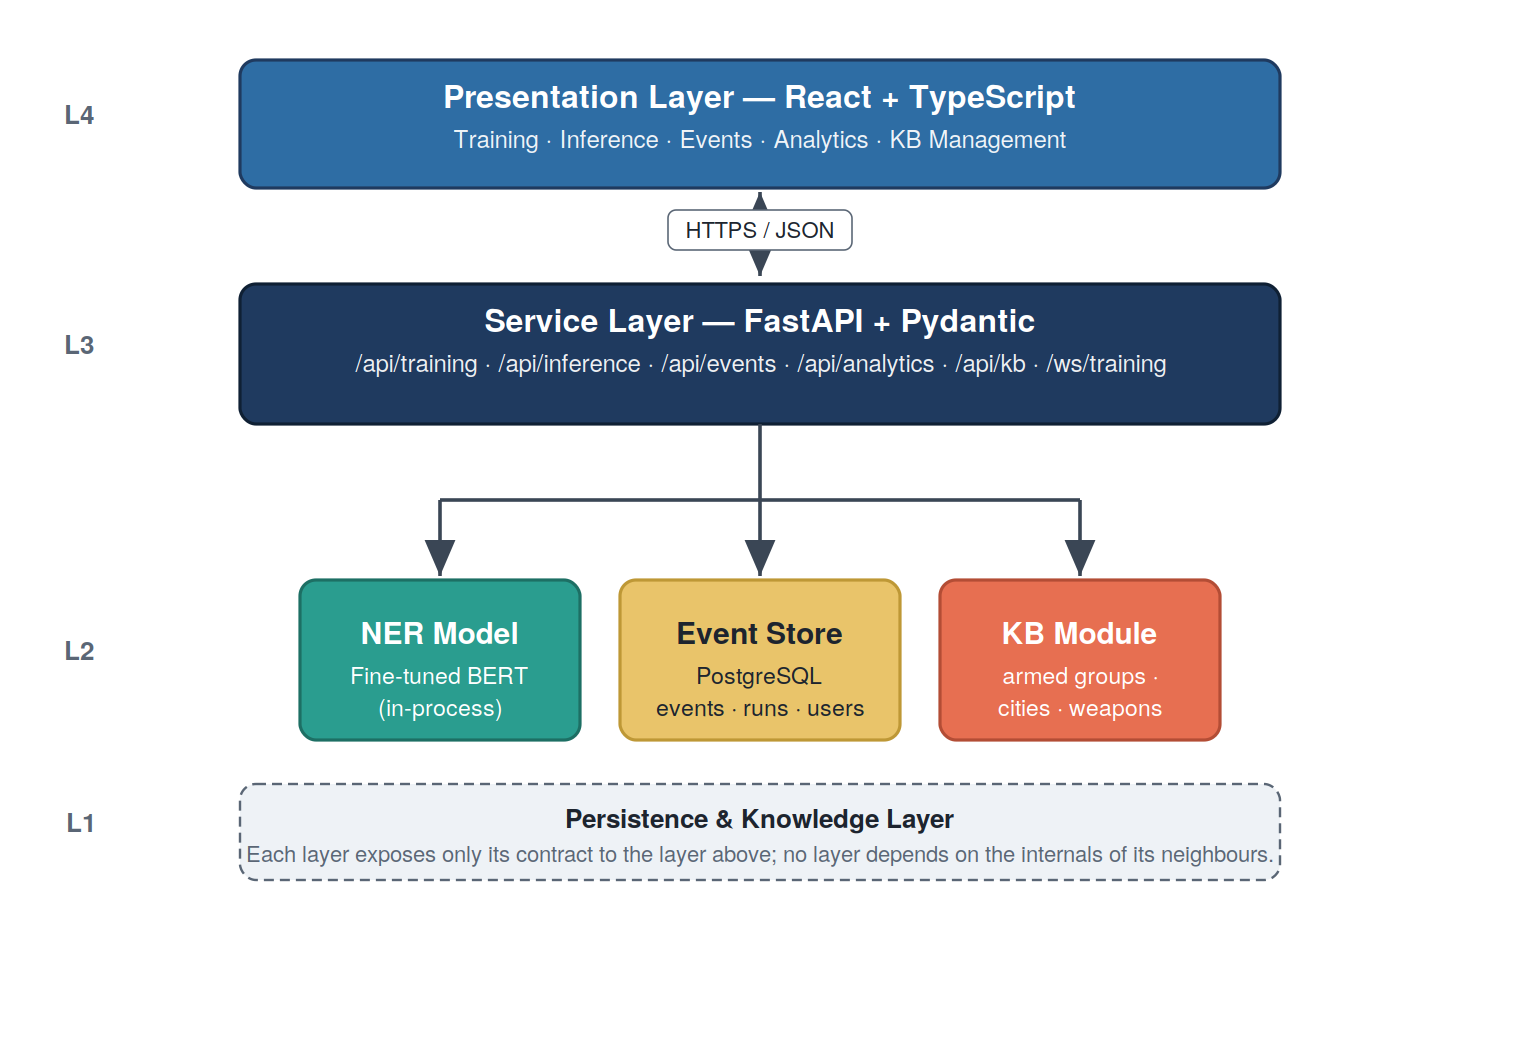 L4
Presentation Layer — React + TypeScript
Training · Inference · Events · Analytics · KB Management
HTTPS / JSON
L3
Service Layer — FastAPI + Pydantic
/api/training · /api/inference · /api/events · /api/analytics · /api/kb · /ws/training
L2
NER Model
Fine-tuned BERT
(in-process)
Event Store
PostgreSQL
events · runs · users
KB Module
armed groups ·
cities · weapons
L1
Persistence & Knowledge Layer
Each layer exposes only its contract to the layer above; no layer depends on the internals of its neighbours.